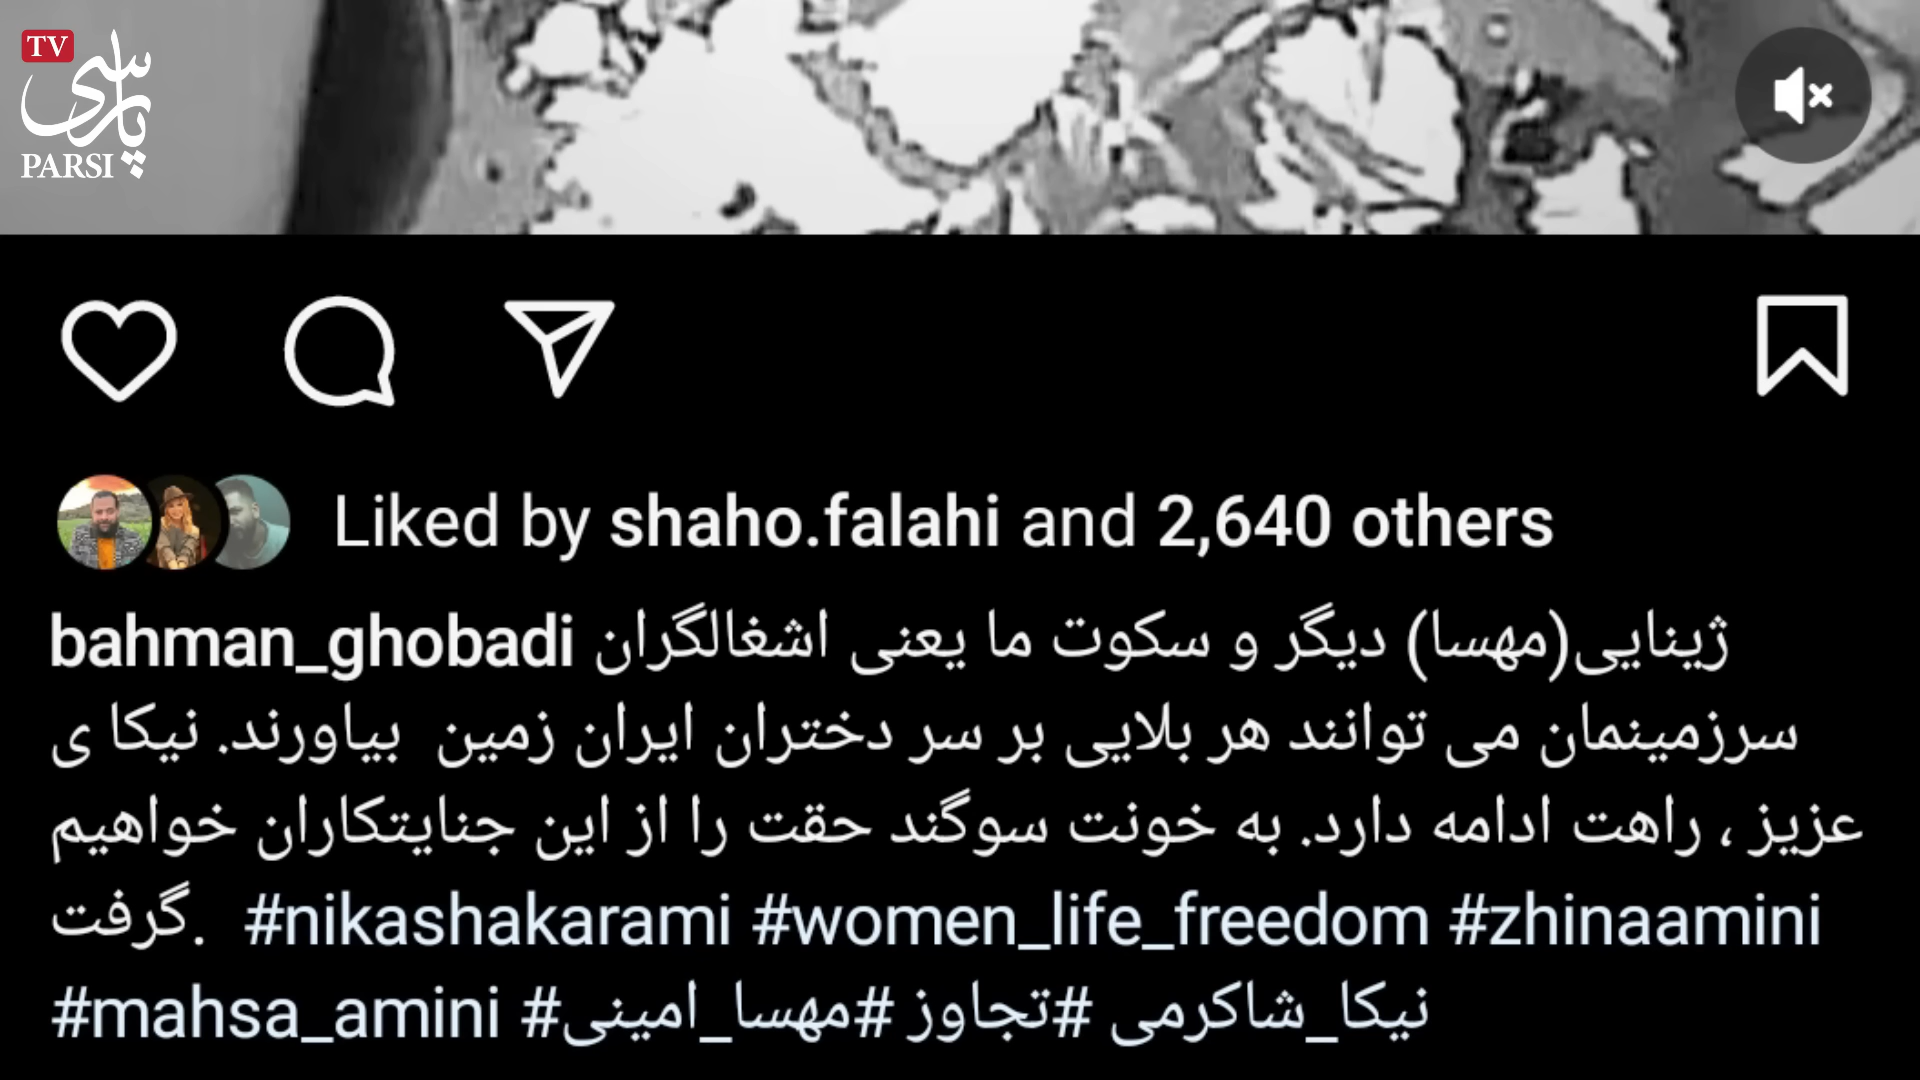 TV
پارسی
PARSI
Liked by shaho.falahi and 2,640 others
bahman_ghobadi ژینایی(مهسا) دیگر و سکوت ما یعنی اشغالگران
سرزمینمان می توانند هر بلایی بر سر دختران ایران زمین بیاورند. نیکا ی
عزیز ، راهت ادامه دارد. به خونت سوگند حقت را از این جنایتکاران خواهیم
گرفت. #nikashakarami #women_life_freedom #zhinaamini
#mahsa_amini #مهسا_امینی #تجاوز #نیکا_شاکرمی